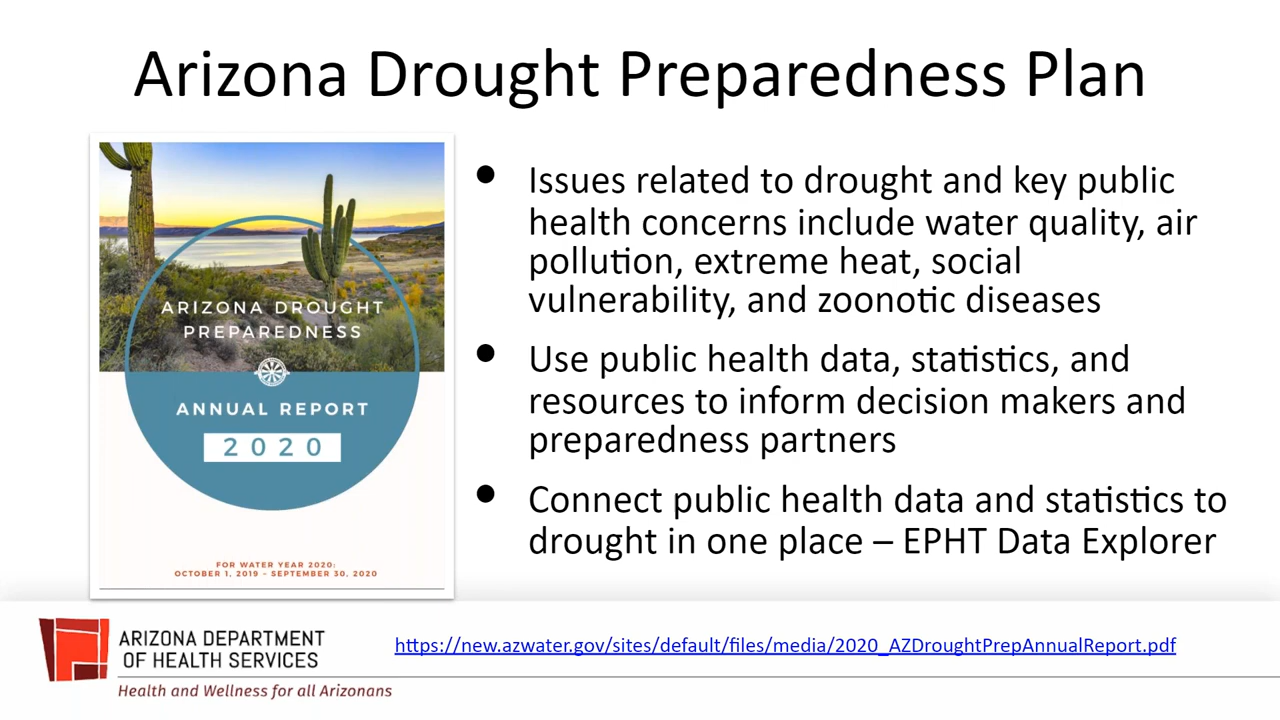 Arizona Drought Preparedness Plan
ARIZONA DROUGHT
PREPAREDNESS
ANNUAL REPORT
2020
FOR WATER YEAR 2020:
OCTOBER 1, 2019 – SEPTEMBER 30, 2020
• Issues related to drought and key public
health concerns include water quality, air
pollution, extreme heat, social
vulnerability, and zoonotic diseases
• Use public health data, statistics, and
resources to inform decision makers and
preparedness partners
• Connect public health data and statistics to
drought in one place – EPHT Data Explorer
ARIZONA DEPARTMENT
OF HEALTH SERVICES
Health and Wellness for all Arizonans
https://new.azwater.gov/sites/default/files/media/2020_AZDroughtPrepAnnualReport.pdf